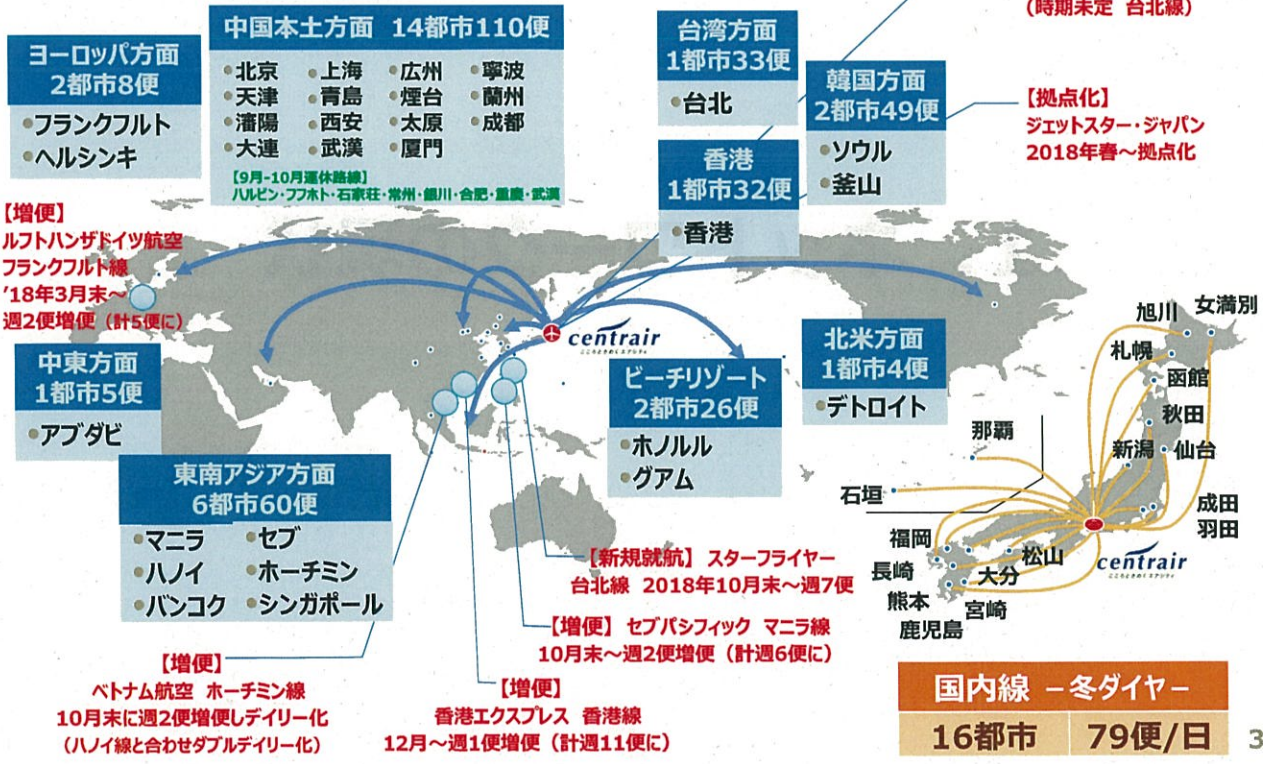 (時期未定 台北線)
中国本土方面 14都市110便
・北京 ・上海 ・広州 ・寧波
・天津 ・青島 ・煙台 ・蘭州
・瀋陽 ・西安 ・太原 ・成都
・大連 ・武漢 ・厦門
【9月-10月運休路線】
ハルビン・フフホト・石家荘・常州・銀川・合肥・重慶・武漢
ヨーロッパ方面
2都市8便
・フランクフルト
・ヘルシンキ
台湾方面
1都市33便
・台北
韓国方面
2都市49便
・ソウル
・釜山
【拠点化】
ジェットスター・ジャパン
2018年春～拠点化
香港
1都市32便
・香港
【増便】
ルフトハンザドイツ航空
フランクフルト線
'18年3月末～
週2便増便（計5便に）
centrair
こころときめくエアシティ
中東方面
1都市5便
・アブダビ
ビーチリゾート
2都市26便
・ホノルル
・グアム
北米方面
1都市4便
・デトロイト
東南アジア方面
6都市60便
・マニラ ・セブ
・ハノイ ・ホーチミン
・バンコク ・シンガポール
旭川 女満別
札幌
函館
秋田
那覇
新潟 仙台
石垣
成田
羽田
福岡
松山
長崎
大分
熊本
宮崎
鹿児島
centrair
こころときめくエアシティ
【新規就航】 スターフライヤー
台北線 2018年10月末～週7便
【増便】 セブパシフィック マニラ線
10月末～週2便増便（計週6便に）
【増便】
ベトナム航空 ホーチミン線
10月末に週2便増便しデイリー化
（ハノイ線と合わせダブルデイリー化）
【増便】
香港エクスプレス 香港線
12月～週1便増便（計週11便に）
国内線 －冬ダイヤ－
16都市 79便/日
3